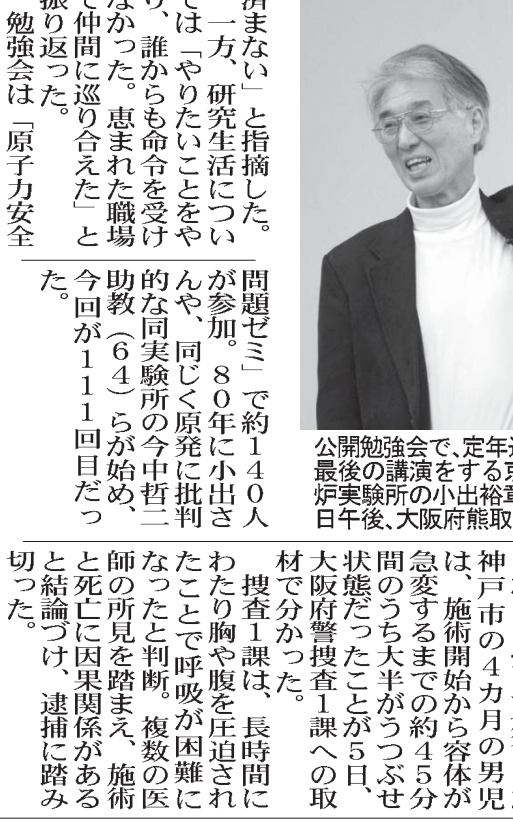 済まない」と指摘した。
一方、研究生活につい
ては「やりたいことをや
り、誰からも命令を受け
なかった。恵まれた職場
で仲間に巡り合えた」と
振り返った。
勉強会は「原子力安全
問題ゼミ」で約１４０人
が参加。８０年に小出さ
んや、同じく原発に批判
的な同実験所の今中哲二
助教（６４）らが始め、
今回が１１１回目だっ
た。
公開勉強会で、定年
最後の講演をする京
炉実験所の小出裕章
日午後、大阪府熊取
神戸市の４カ月の男児
は、施術開始から容体が
急変するまでの約４５分
間のうち大半がうつぶせ
状態だったことが５日、
大阪府警捜査１課への取
材で分かった。
捜査１課は、長時間に
わたり胸や腹を圧迫され
たことで呼吸が困難に
なったと判断。複数の医
師の所見を踏まえ、施術
と死亡に因果関係がある
と結論づけ、逮捕に踏み
切った。